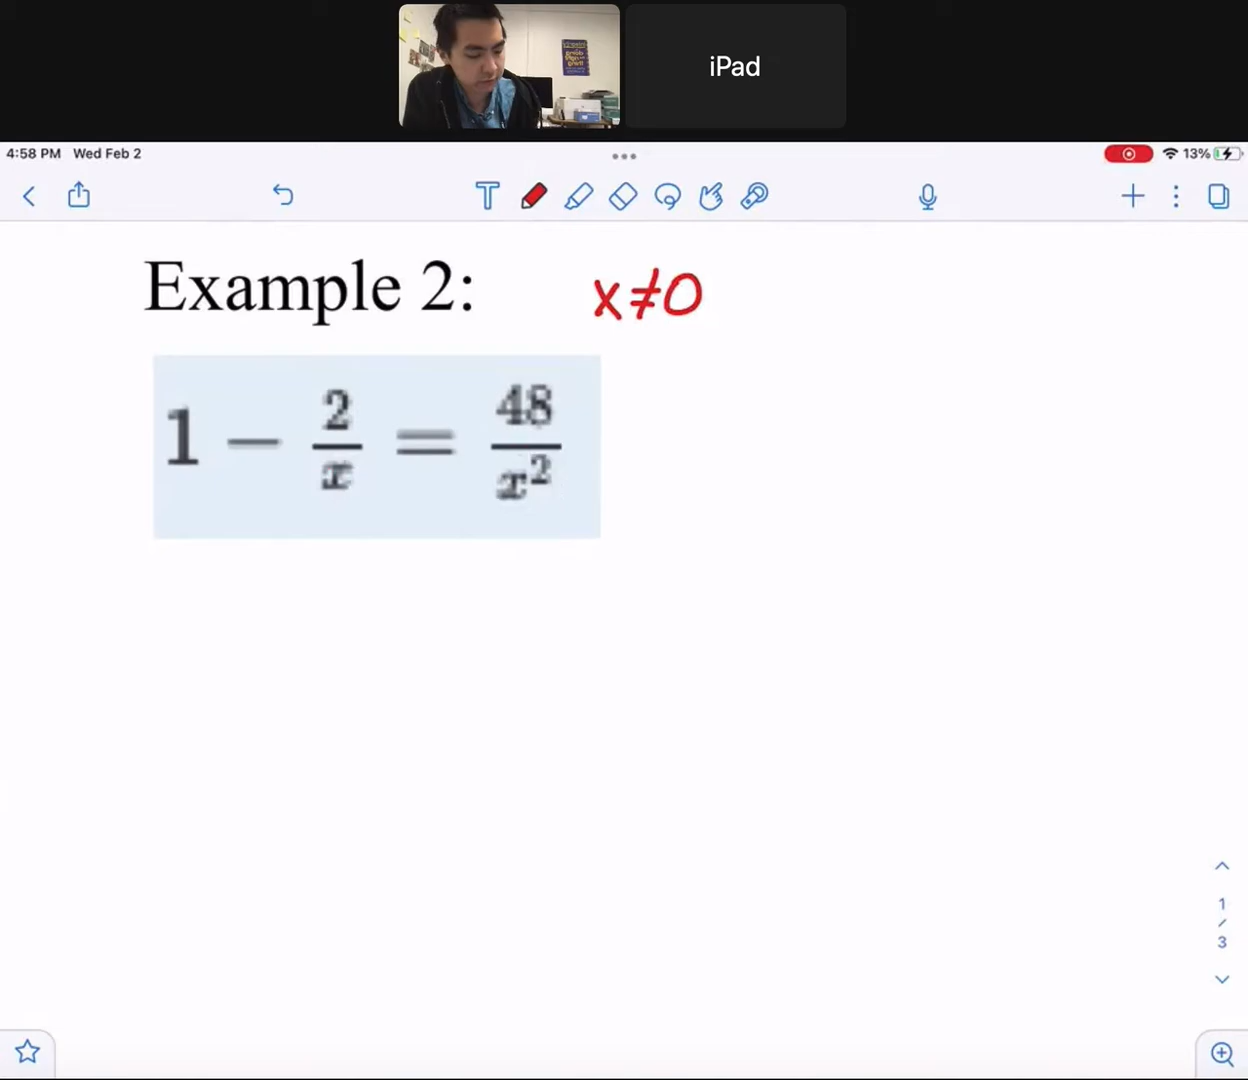 iPad
4:58 PM Wed Feb 2
13%
T
Example 2:
x≠0
1 − 2/x = 48/x²
1
/
3